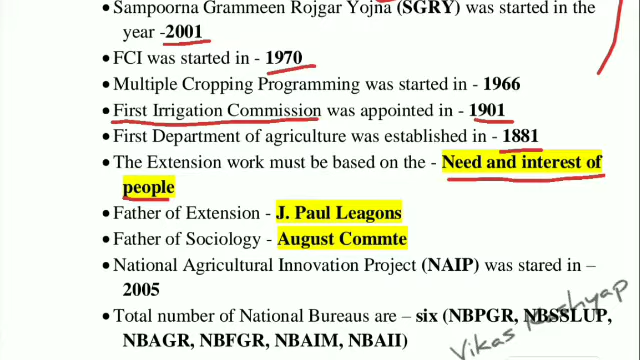 • Sampoorna Grammeen Rojgar Yojna (SGRY) was started in the
year -2001
• FCI was started in - 1970
• Multiple Cropping Programming was started in - 1966
• First Irrigation Commission was appointed in - 1901
• First Department of agriculture was established in - 1881
• The Extension work must be based on the - Need and interest of
people
• Father of Extension - J. Paul Leagons
• Father of Sociology - August Commte
• National Agricultural Innovation Project (NAIP) was stared in –
2005
• Total number of National Bureaus are – six (NBPGR, NBSSLUP,
NBAGR, NBFGR, NBAIM, NBAII)
Vikas Kashyap